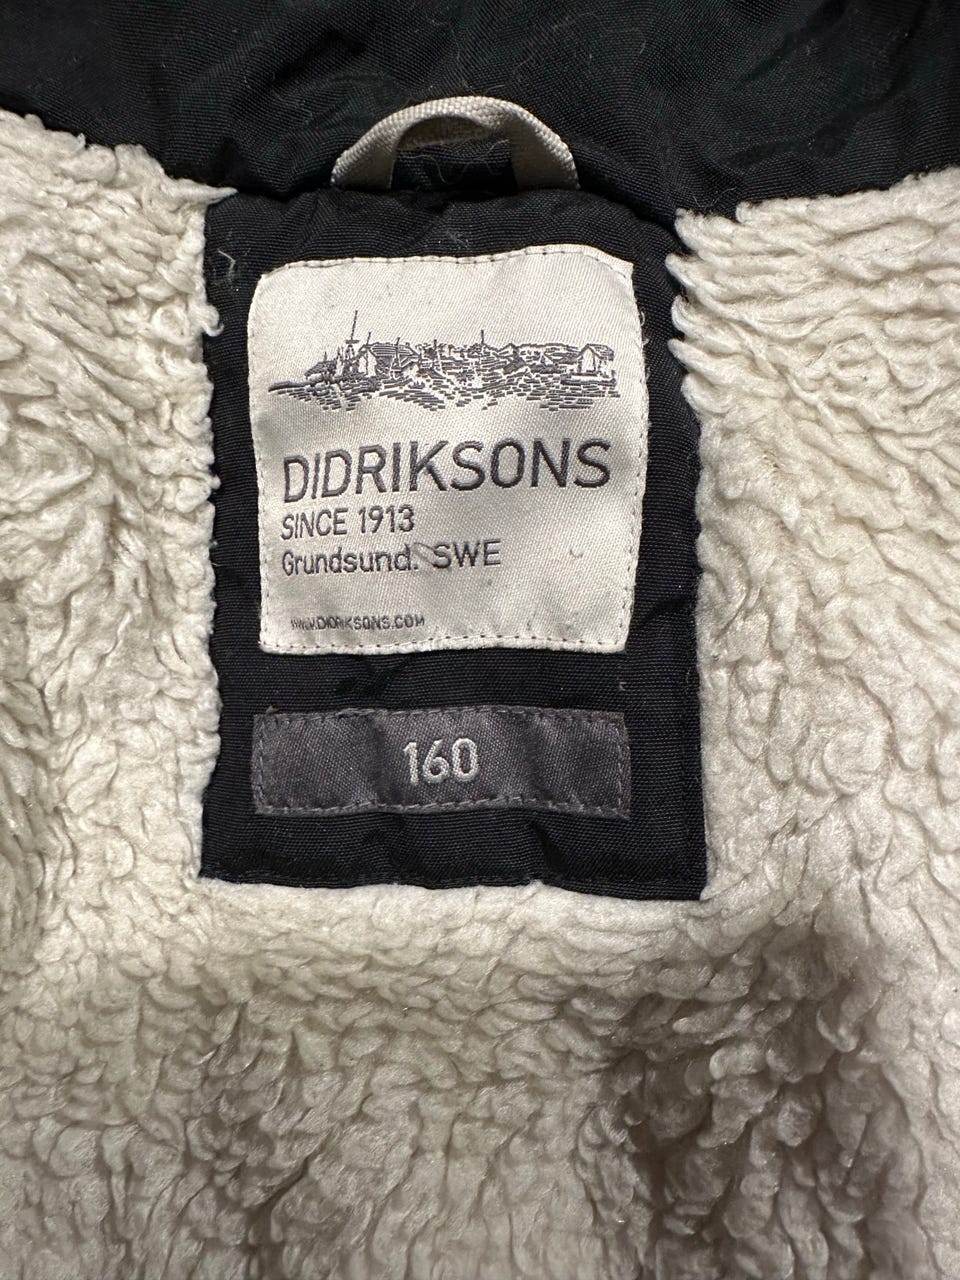 DIDRIKSONS
SINCE 1913
Grundsund. SWE
WWW.DIDRIKSONS.COM
160